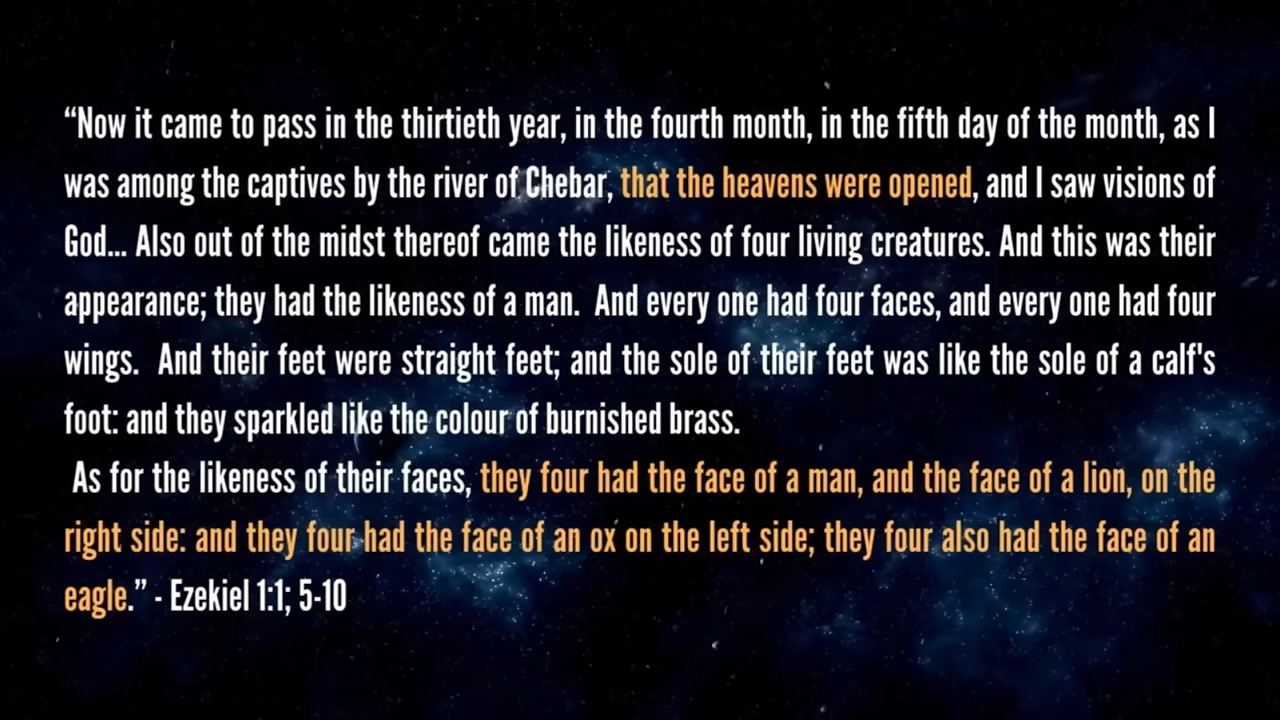 “Now it came to pass in the thirtieth year, in the fourth month, in the fifth day of the month, as I
was among the captives by the river of Chebar, that the heavens were opened, and I saw visions of
God... Also out of the midst thereof came the likeness of four living creatures. And this was their
appearance; they had the likeness of a man.  And every one had four faces, and every one had four
wings.  And their feet were straight feet; and the sole of their feet was like the sole of a calf's
foot: and they sparkled like the colour of burnished brass.
As for the likeness of their faces, they four had the face of a man, and the face of a lion, on the
right side: and they four had the face of an ox on the left side; they four also had the face of an
eagle.” - Ezekiel 1:1; 5-10